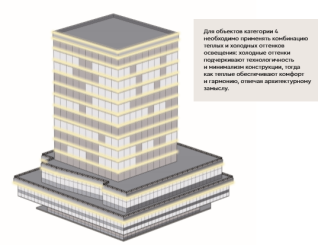 Для объектов категории 4
необходимо применять комбинацию
теплых и холодных оттенков
освещения: холодные оттенки
подчеркивают технологичность
и минимализм конструкции, тогда
как теплые обеспечивают комфорт
и гармонию, отвечая архитектурному
замыслу.